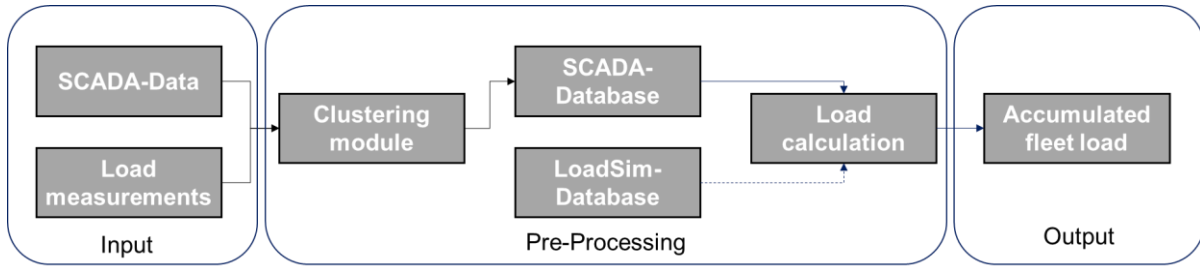 SCADA-Data
Load
measurements
Input
Clustering
module
SCADA-
Database
LoadSim-
Database
Load
calculation
Pre-Processing
Accumulated
fleet load
Output